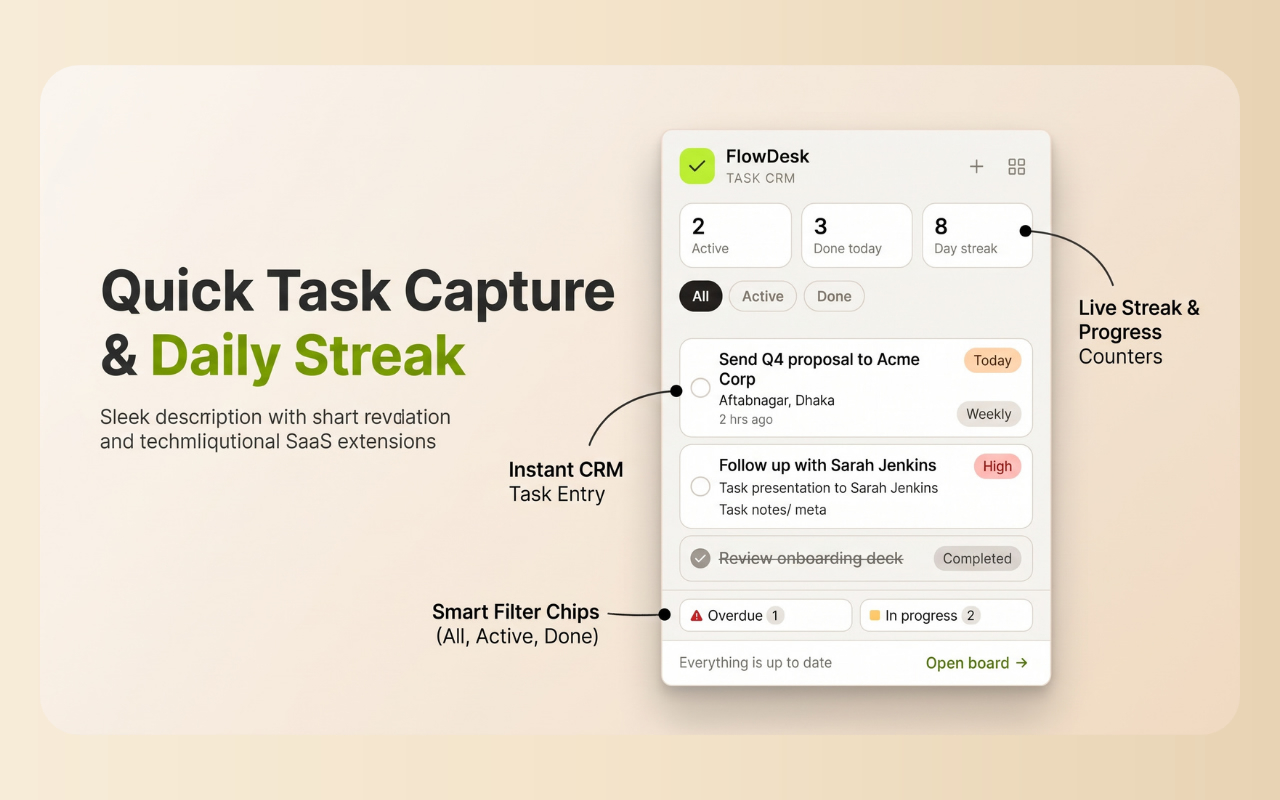 Quick Task Capture
& Daily Streak
Sleek description with shart revdation
and techmliqutional SaaS extensions
Instant CRM
Task Entry
Smart Filter Chips
(All, Active, Done)
FlowDesk
TASK CRM
2
Active
3
Done today
8
Day streak
All
Active
Done
Send Q4 proposal to Acme
Corp
Aftabnagar, Dhaka
2 hrs ago
Today
Weekly
Follow up with Sarah Jenkins
Task presentation to Sarah Jenkins
Task notes/ meta
High
Review onboarding deck
Completed
Overdue 1
In progress 2
Everything is up to date
Open board →
Live Streak &
Progress
Counters